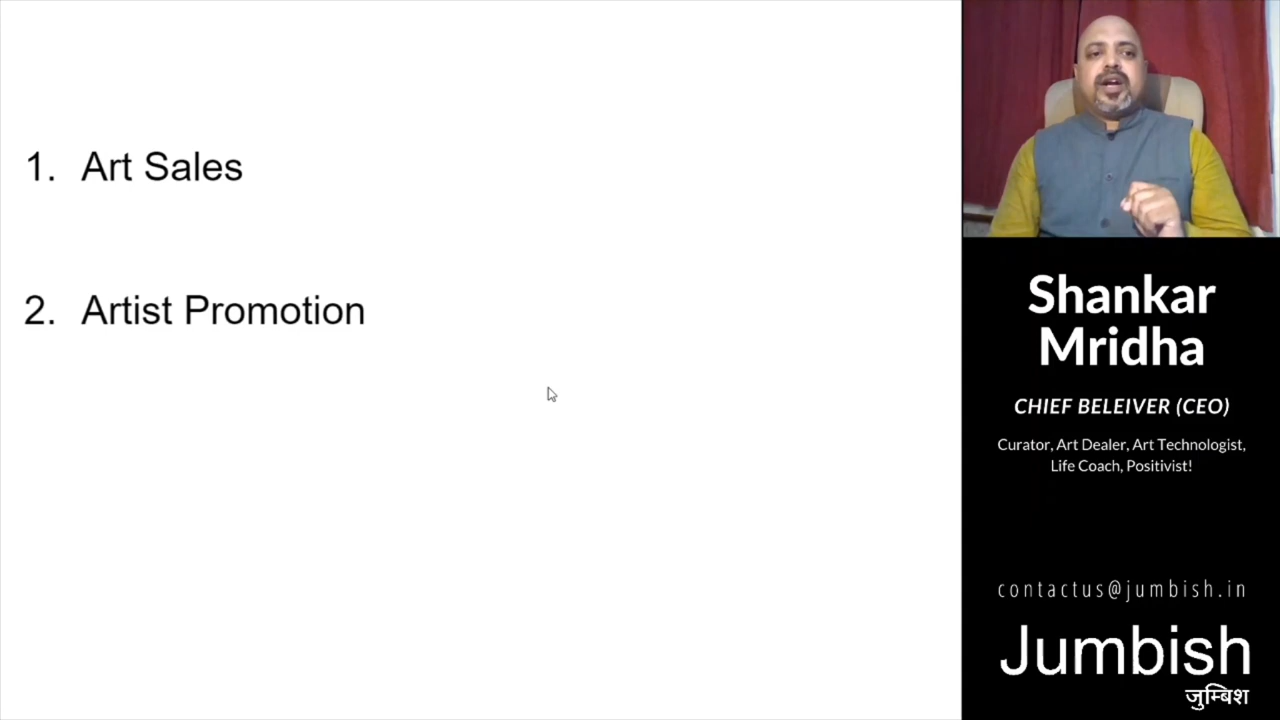 1. Art Sales
2. Artist Promotion
Shankar
Mridha
CHIEF BELEIVER (CEO)
Curator, Art Dealer, Art Technologist,
Life Coach, Positivist!
contactus@jumbish.in
Jumbish
जुम्बिश